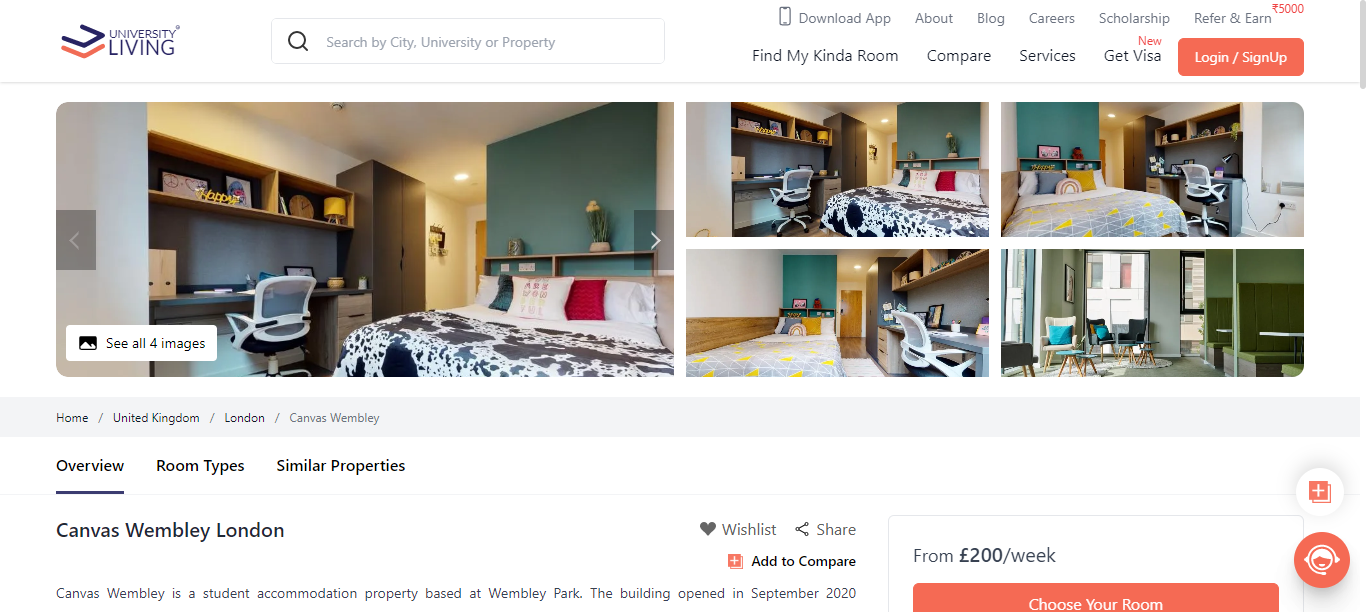 UNIVERSITY
LIVING
Search by City, University or Property
Download App
About
Blog
Careers
Scholarship
Refer & Earn
₹5000
Find My Kinda Room
Compare
Services
Get Visa
New
Login / SignUp
Happy
See all 4 images
Home / United Kingdom / London / Canvas Wembley
Overview
Room Types
Similar Properties
Canvas Wembley London
Wishlist
Share
Add to Compare
Canvas Wembley is a student accommodation property based at Wembley Park. The building opened in September 2020
From £200/week
Choose Your Room